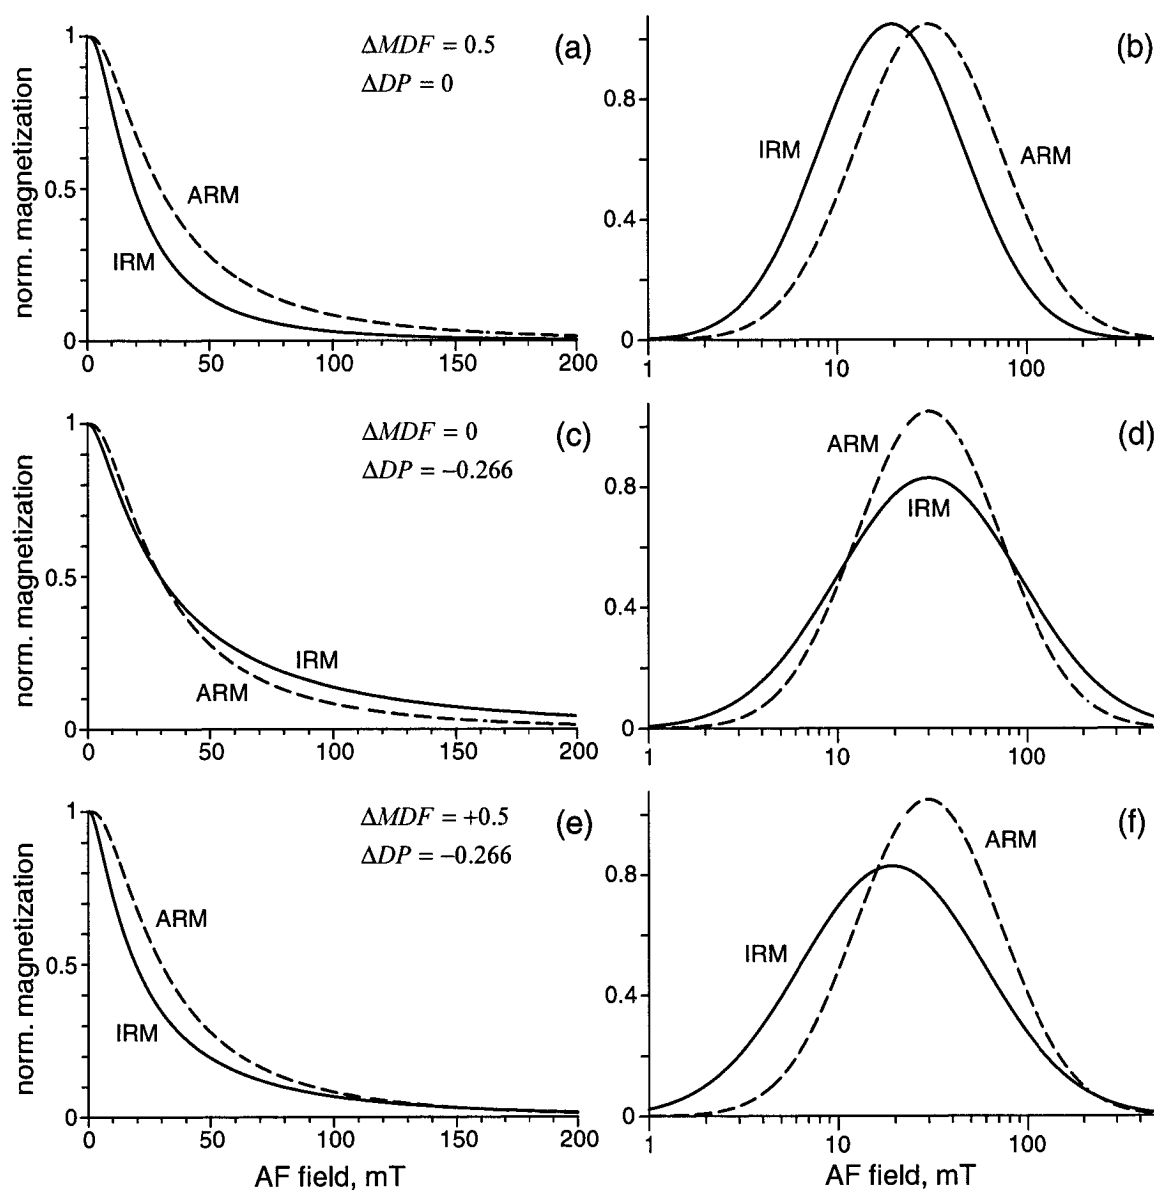 norm. magnetization
1
0.5
0
0
50
100
150
200
ΔMDF = 0.5
ΔDP = 0
(a)
ARM
IRM
0.8
0.4
0
1
10
100
(b)
IRM
ARM
norm. magnetization
1
0.5
0
0
50
100
150
200
ΔMDF = 0
ΔDP = −0.266
(c)
IRM
ARM
0.8
0.4
0
1
10
100
(d)
ARM
IRM
norm. magnetization
1
0.5
0
0
50
100
150
200
ΔMDF = +0.5
ΔDP = −0.266
(e)
ARM
IRM
AF field, mT
0.8
0.4
0
1
10
100
(f)
ARM
IRM
AF field, mT